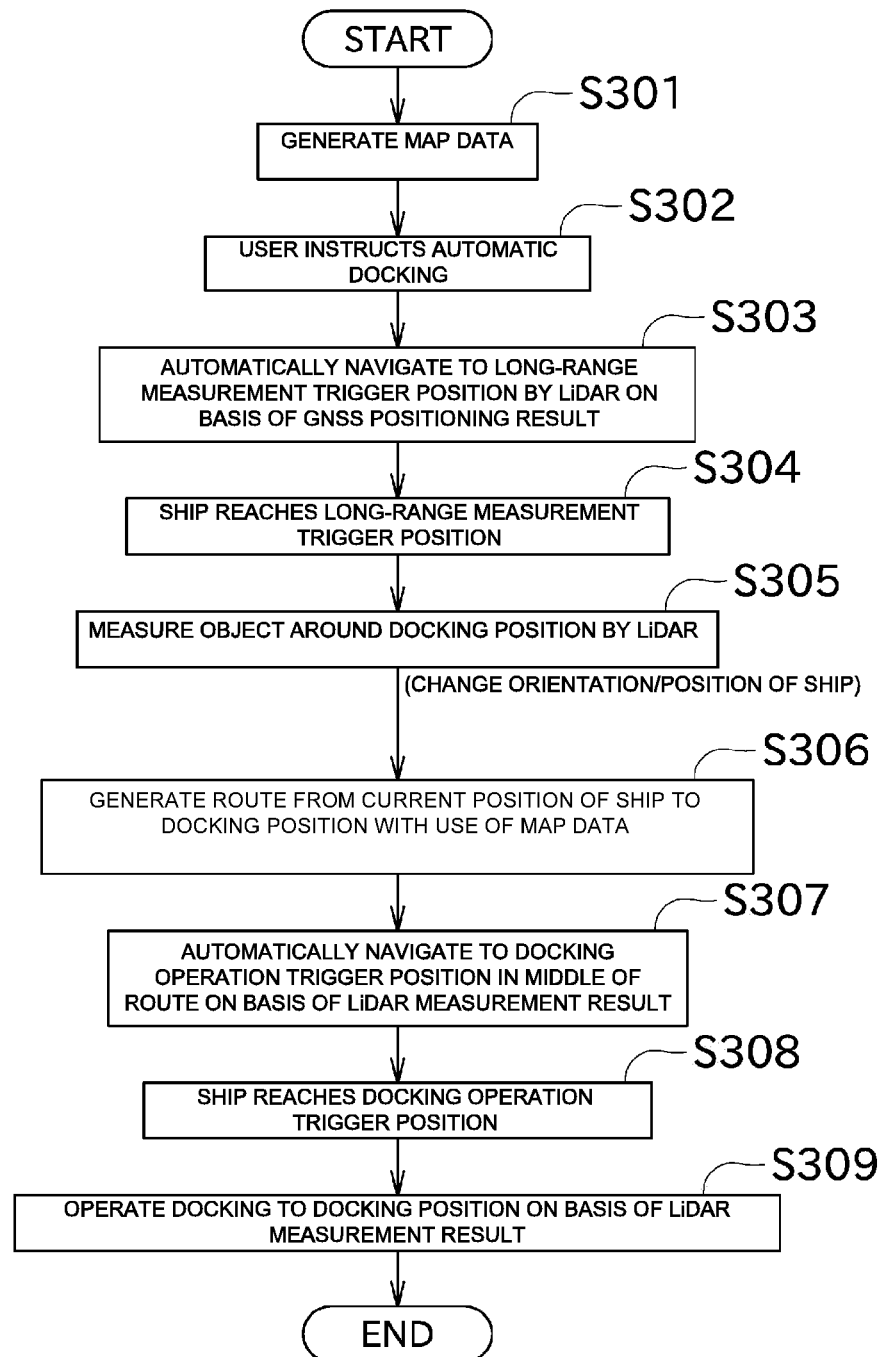 START
S301
GENERATE MAP DATA
S302
USER INSTRUCTS AUTOMATIC
DOCKING
S303
AUTOMATICALLY NAVIGATE TO LONG-RANGE
MEASUREMENT TRIGGER POSITION BY LiDAR ON
BASIS OF GNSS POSITIONING RESULT
S304
SHIP REACHES LONG-RANGE MEASUREMENT
TRIGGER POSITION
S305
MEASURE OBJECT AROUND DOCKING POSITION BY LiDAR
(CHANGE ORIENTATION/POSITION OF SHIP)
S306
GENERATE ROUTE FROM CURRENT POSITION OF SHIP TO
DOCKING POSITION WITH USE OF MAP DATA
S307
AUTOMATICALLY NAVIGATE TO DOCKING
OPERATION TRIGGER POSITION IN MIDDLE OF
ROUTE ON BASIS OF LiDAR MEASUREMENT RESULT
S308
SHIP REACHES DOCKING OPERATION
TRIGGER POSITION
S309
OPERATE DOCKING TO DOCKING POSITION ON BASIS OF LiDAR
MEASUREMENT RESULT
END